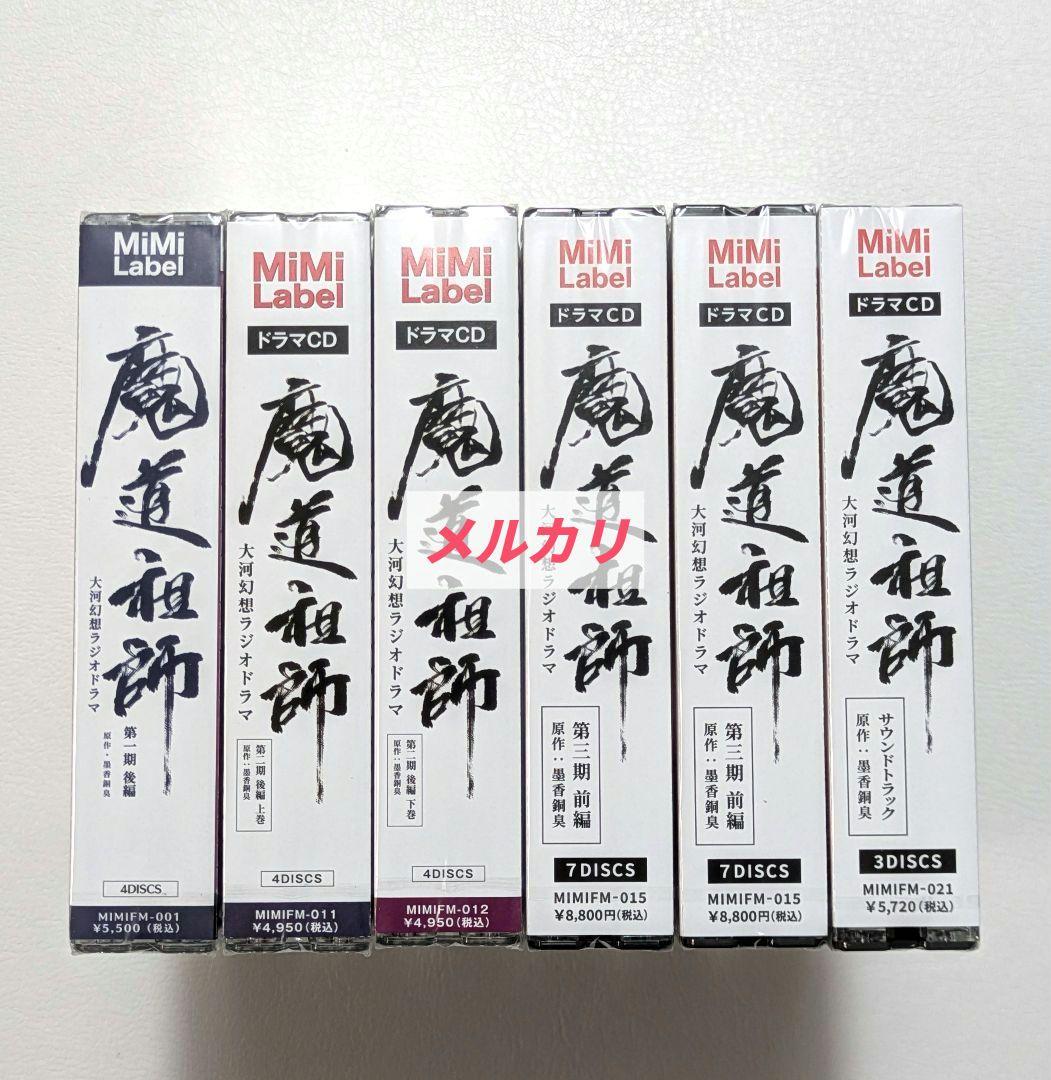 MiMi
Label
魔道祖師
大河幻想ラジオドラマ
第一期 後編
原作・墨香銅臭
4DISCS
MIMIFM-001
¥5,500 (税込)
MiMi
Label
ドラマCD
魔道祖師
大河幻想ラジオドラマ
第二期 後編 上巻
原作:墨香銅臭
4DISCS
MIMIFM-011
¥4,950(税込)
MiMi
Label
ドラマCD
魔道祖師
大河幻想ラジオドラマ
第二期 後編 下巻
原作:墨香銅臭
4DISCS
MIMIFM-012
¥4,950(税込)
メルカリ
MiMi
Label
ドラマCD
魔道祖師
大河幻想ラジオドラマ
第三期 前編
原作:墨香銅臭
7DISCS
MIMIFM-015
¥8,800円(税込)
MiMi
Label
ドラマCD
魔道祖師
大河幻想ラジオドラマ
第三期 前編
原作:墨香銅臭
7DISCS
MIMIFM-015
¥8,800円(税込)
MiMi
Label
ドラマCD
魔道祖師
大河幻想ラジオドラマ
サウンドトラック
原作:墨香銅臭
3DISCS
MIMIFM-021
¥5,720(税込)